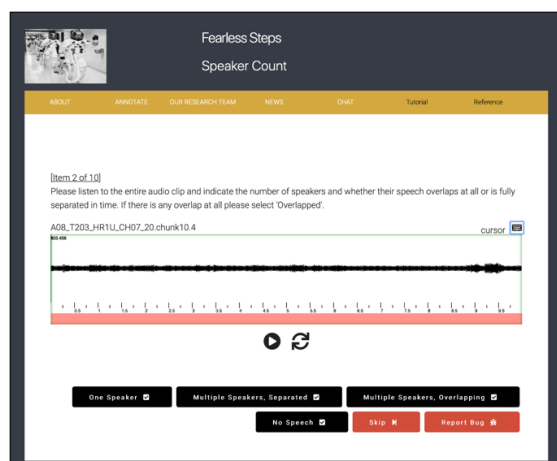 Fearless Steps
Speaker Count
ABOUT ANNOTATE OUR RESEARCH TEAM NEWS CHAT Tutorial Reference
[Item 2 of 10]
Please listen to the entire audio clip and indicate the number of speakers and whether their speech overlaps at all or is fully
separated in time. If there is any overlap at all please select 'Overlapped'.
A08_T203_HR1U_CH07_20.chunk10.4 cursor
0.5 1 1.5 2 2.5 3 3.5 4 4.5 5 5.5 6 6.5 7 7.5 8 8.5 9 9.5
One Speaker Multiple Speakers, Separated Multiple Speakers, Overlapping
No Speech Skip Report Bug